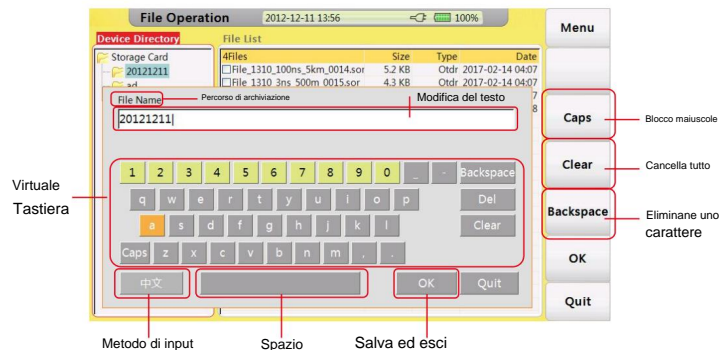 File Operation
2012-12-11 13:56
100%
Menu
Device Directory
File List
Storage Card
20121211
ad
4Files Size Type Date
File_1310_100ns_5km_0014.sor 5.2 KB Otdr 2017-02-14 04:07
File_1310_3ns_500m_0015.sor 4.3 KB Otdr 2017-02-14 04:07
7
8
File Name
Percorso di archiviazione
Modifica del testo
20121211
Caps
Blocco maiuscole
1 2 3 4 5 6 7 8 9 0 _ - Backspace
Clear
Cancella tutto
Virtuale
Tastiera
q w e r t y u i o p Del
a s d f g h j k l Clear
Backspace
Eliminane uno
carattere
Caps z x c v b n m , .
OK
中文
OK
Quit
Quit
Metodo di input
Spazio
Salva ed esci